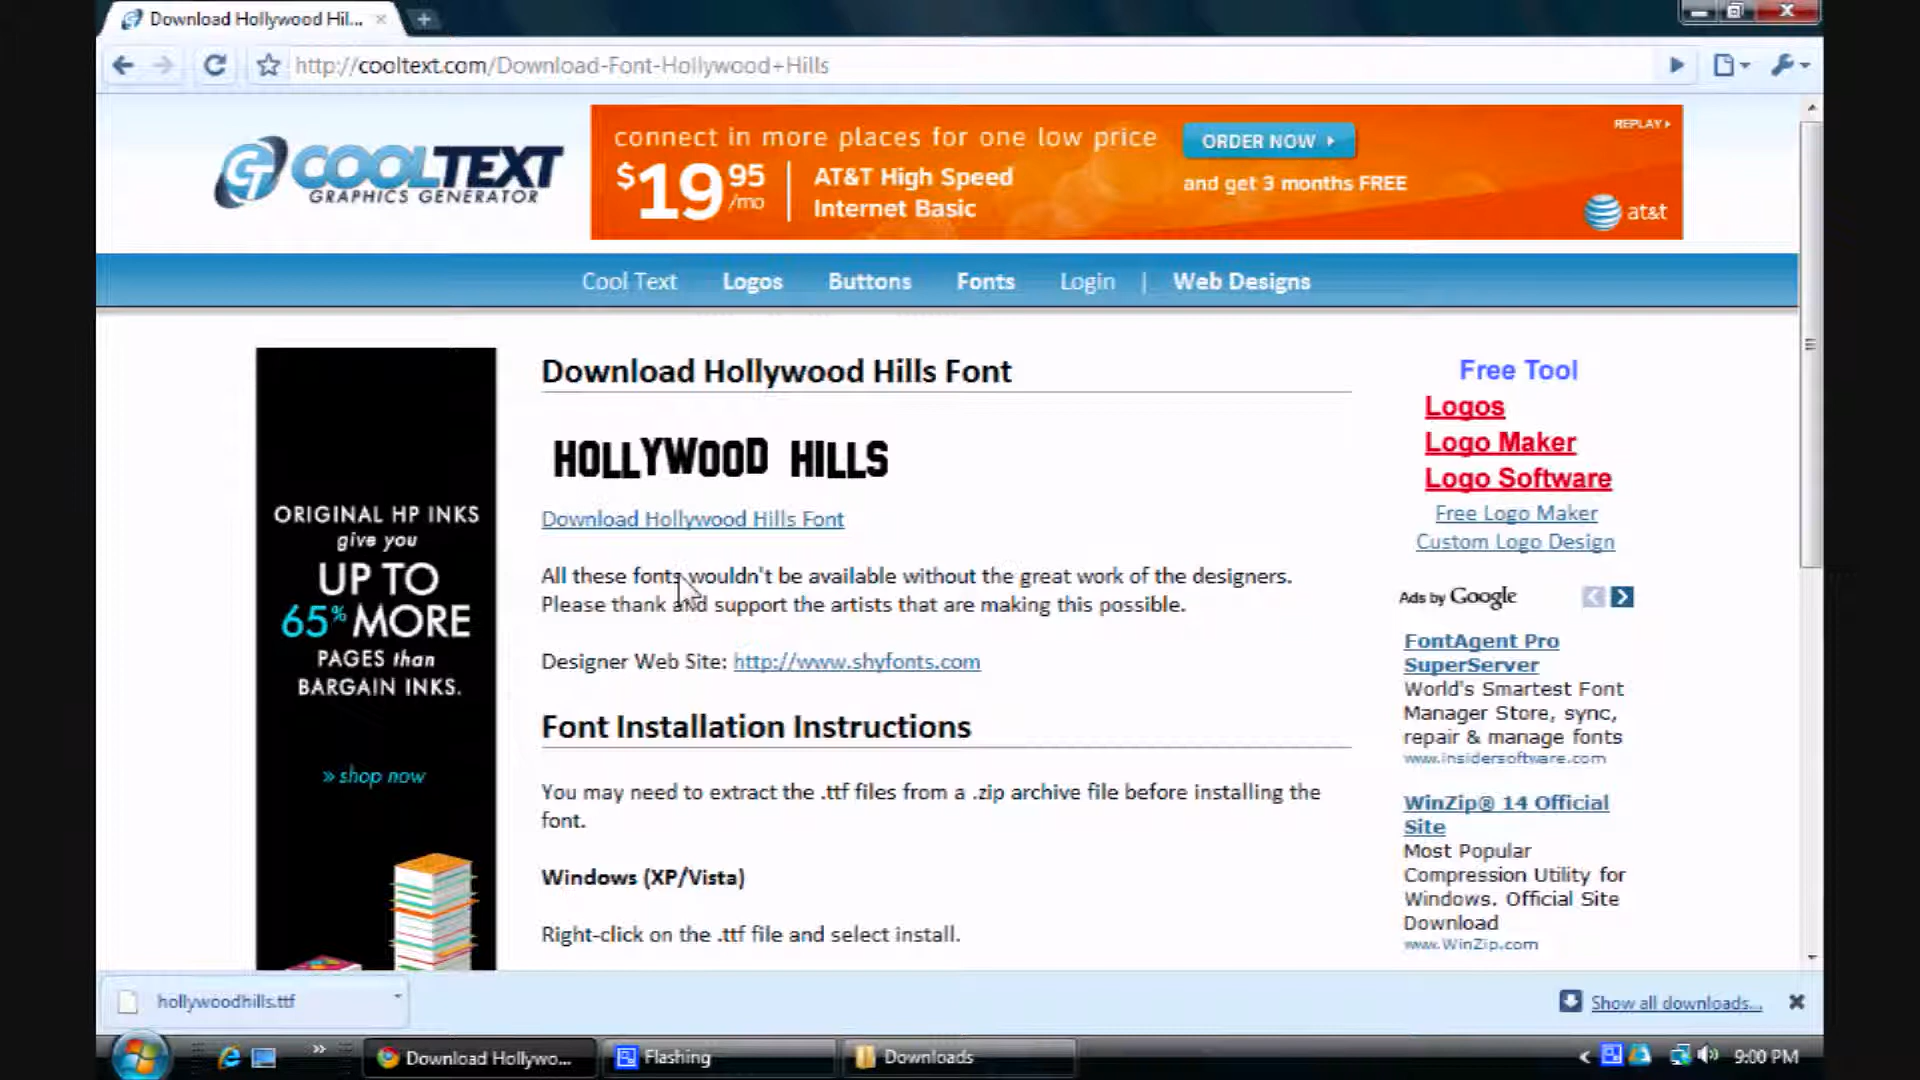 Download Hollywood Hil...
http://cooltext.com/Download-Font-Hollywood+Hills
COOLTEXT
GRAPHICS GENERATOR
connect in more places for one low price
$19 95 /mo
AT&T High Speed
Internet Basic
ORDER NOW
and get 3 months FREE
REPLAY
at&t
Cool Text Logos Buttons Fonts Login | Web Designs
ORIGINAL HP INKS
give you
UP TO
65% MORE
PAGES than
BARGAIN INKS.
» shop now
Download Hollywood Hills Font
HOLLYWOOD HILLS
Download Hollywood Hills Font
All these fonts wouldn't be available without the great work of the designers.
Please thank and support the artists that are making this possible.
Designer Web Site: http://www.shyfonts.com
Font Installation Instructions
You may need to extract the .ttf files from a .zip archive file before installing the
font.
Windows (XP/Vista)
Right-click on the .ttf file and select install.
Free Tool
Logos
Logo Maker
Logo Software
Free Logo Maker
Custom Logo Design
Ads by Google
FontAgent Pro
SuperServer
World's Smartest Font
Manager Store, sync,
repair & manage fonts
www.insidersoftware.com
WinZip® 14 Official
Site
Most Popular
Compression Utility for
Windows. Official Site
Download
www.WinZip.com
hollywoodhills.ttf
Show all downloads...
Download Hollywo...
Flashing
Downloads
9:00 PM